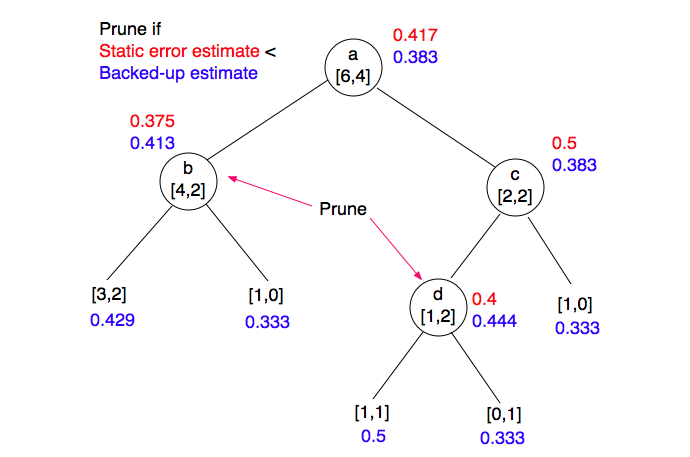 Prune if
Static error estimate <
Backed-up estimate
0.417
0.383
a
[6,4]
0.375
0.413
b
[4,2]
0.5
0.383
c
[2,2]
Prune
[3,2]
0.429
[1,0]
0.333
d
[1,2]
0.4
0.444
[1,0]
0.333
[1,1]
0.5
[0,1]
0.333